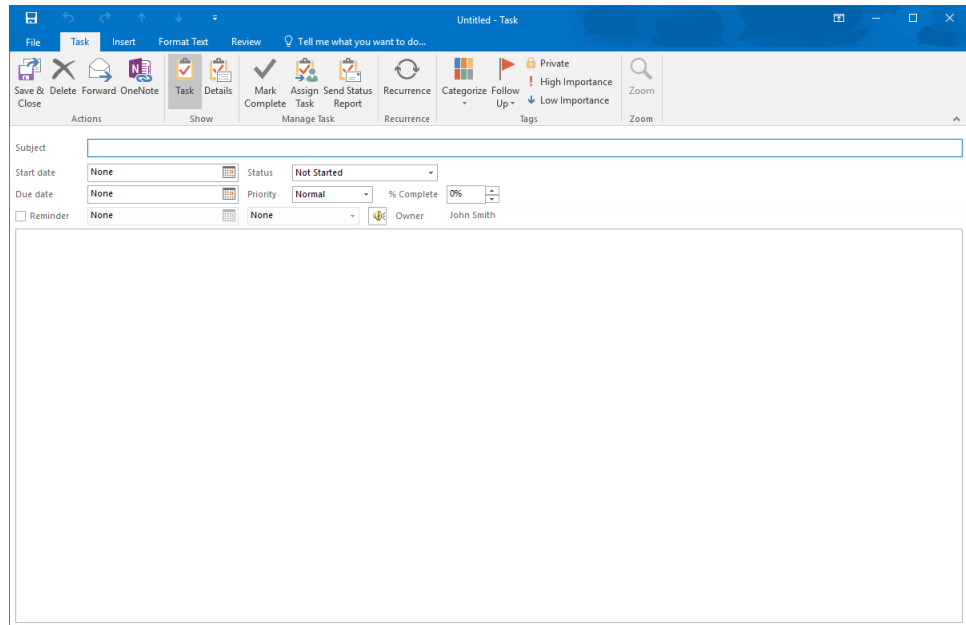 Untitled - Task
File Task Insert Format Text Review Tell me what you want to do...
Save & Close Delete Forward OneNote Task Details Mark Complete Assign Task Send Status Report Recurrence Categorize Follow Up Private
High Importance
Low Importance
Zoom
Actions Show Manage Task Recurrence Tags Zoom
Subject
Start date None Status Not Started
Due date None Priority Normal % Complete 0%
Reminder None None Owner John Smith